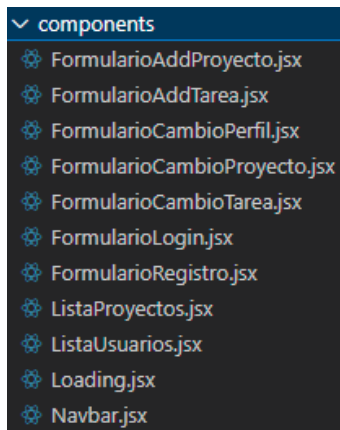 components
FormularioAddProyecto.jsx
FormularioAddTarea.jsx
FormularioCambioPerfil.jsx
FormularioCambioProyecto.jsx
FormularioCambioTarea.jsx
FormularioLogin.jsx
FormularioRegistro.jsx
ListaProyectos.jsx
ListaUsuarios.jsx
Loading.jsx
Navbar.jsx